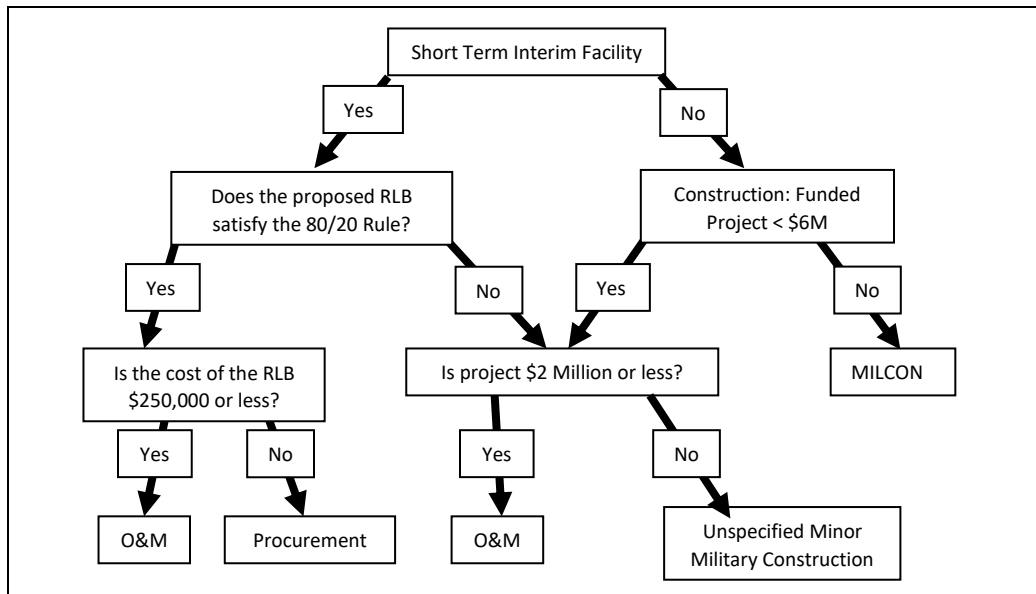 Short Term Interim Facility
Yes
No
Does the proposed RLB
satisfy the 80/20 Rule?
Construction: Funded
Project < $6M
Yes
No
Yes
No
Is the cost of the RLB
$250,000 or less?
Is project $2 Million or less?
MILCON
Yes
No
Yes
No
O&M
Procurement
O&M
Unspecified Minor
Military Construction